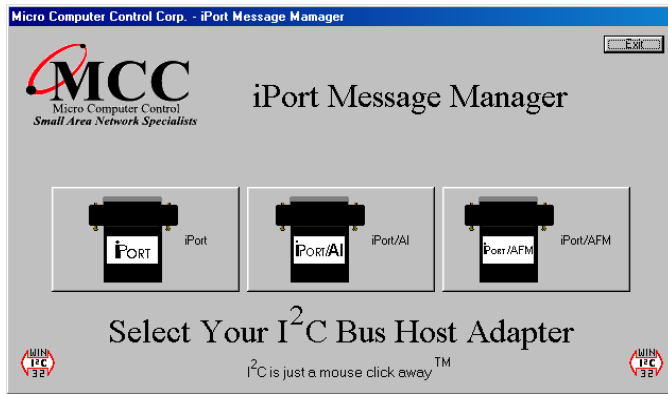 Micro Computer Control Corp. - iPort Message Mamager
Exit
MCC
Micro Computer Control
Small Area Network Specialists
iPort Message Manager
iPORT
iPort
iPORT/AI
iPort/AI
iPORT/AFM
iPort/AFM
Select Your I²C Bus Host Adapter
I²C is just a mouse click away™
WIN
I²C
32
WIN
I²C
32